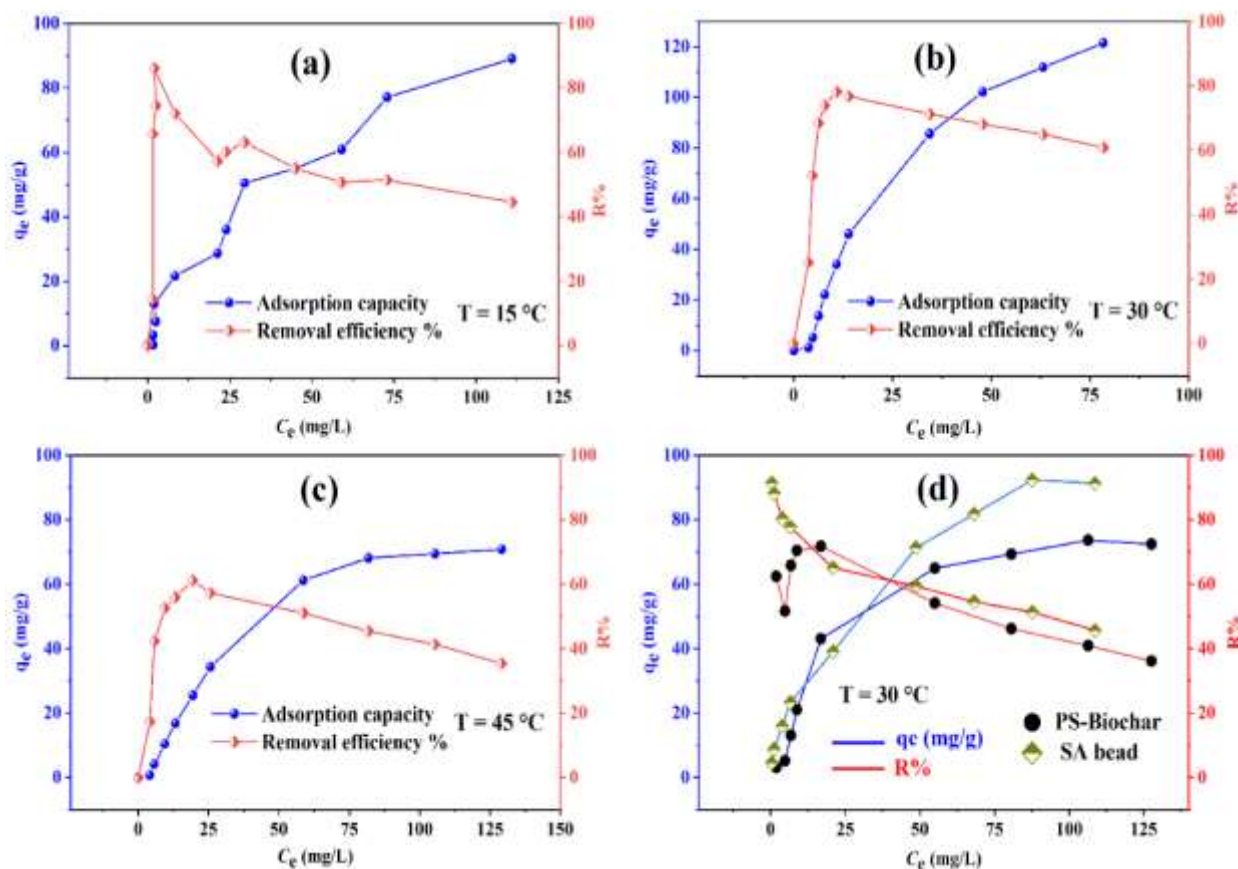 (a)
100
80
60
40
20
0
qe (mg/g)
100
80
60
40
20
0
R%
Adsorption capacity
Removal efficiency %
T = 15 °C
0 25 50 75 100 125
Ce (mg/L)
(b)
120
100
80
60
40
20
0
qe (mg/g)
100
80
60
40
20
0
R%
Adsorption capacity
Removal efficiency %
T = 30 °C
0 25 50 75 100
Ce (mg/L)
(c)
100
80
60
40
20
0
qe (mg/g)
100
80
60
40
20
0
R%
Adsorption capacity
Removal efficiency %
T = 45 °C
0 25 50 75 100 125 150
Ce (mg/L)
(d)
100
80
60
40
20
0
qe (mg/g)
100
80
60
40
20
0
R%
T = 30 °C
qe (mg/g)
R%
PS-Biochar
SA bead
0 25 50 75 100 125
Ce (mg/L)